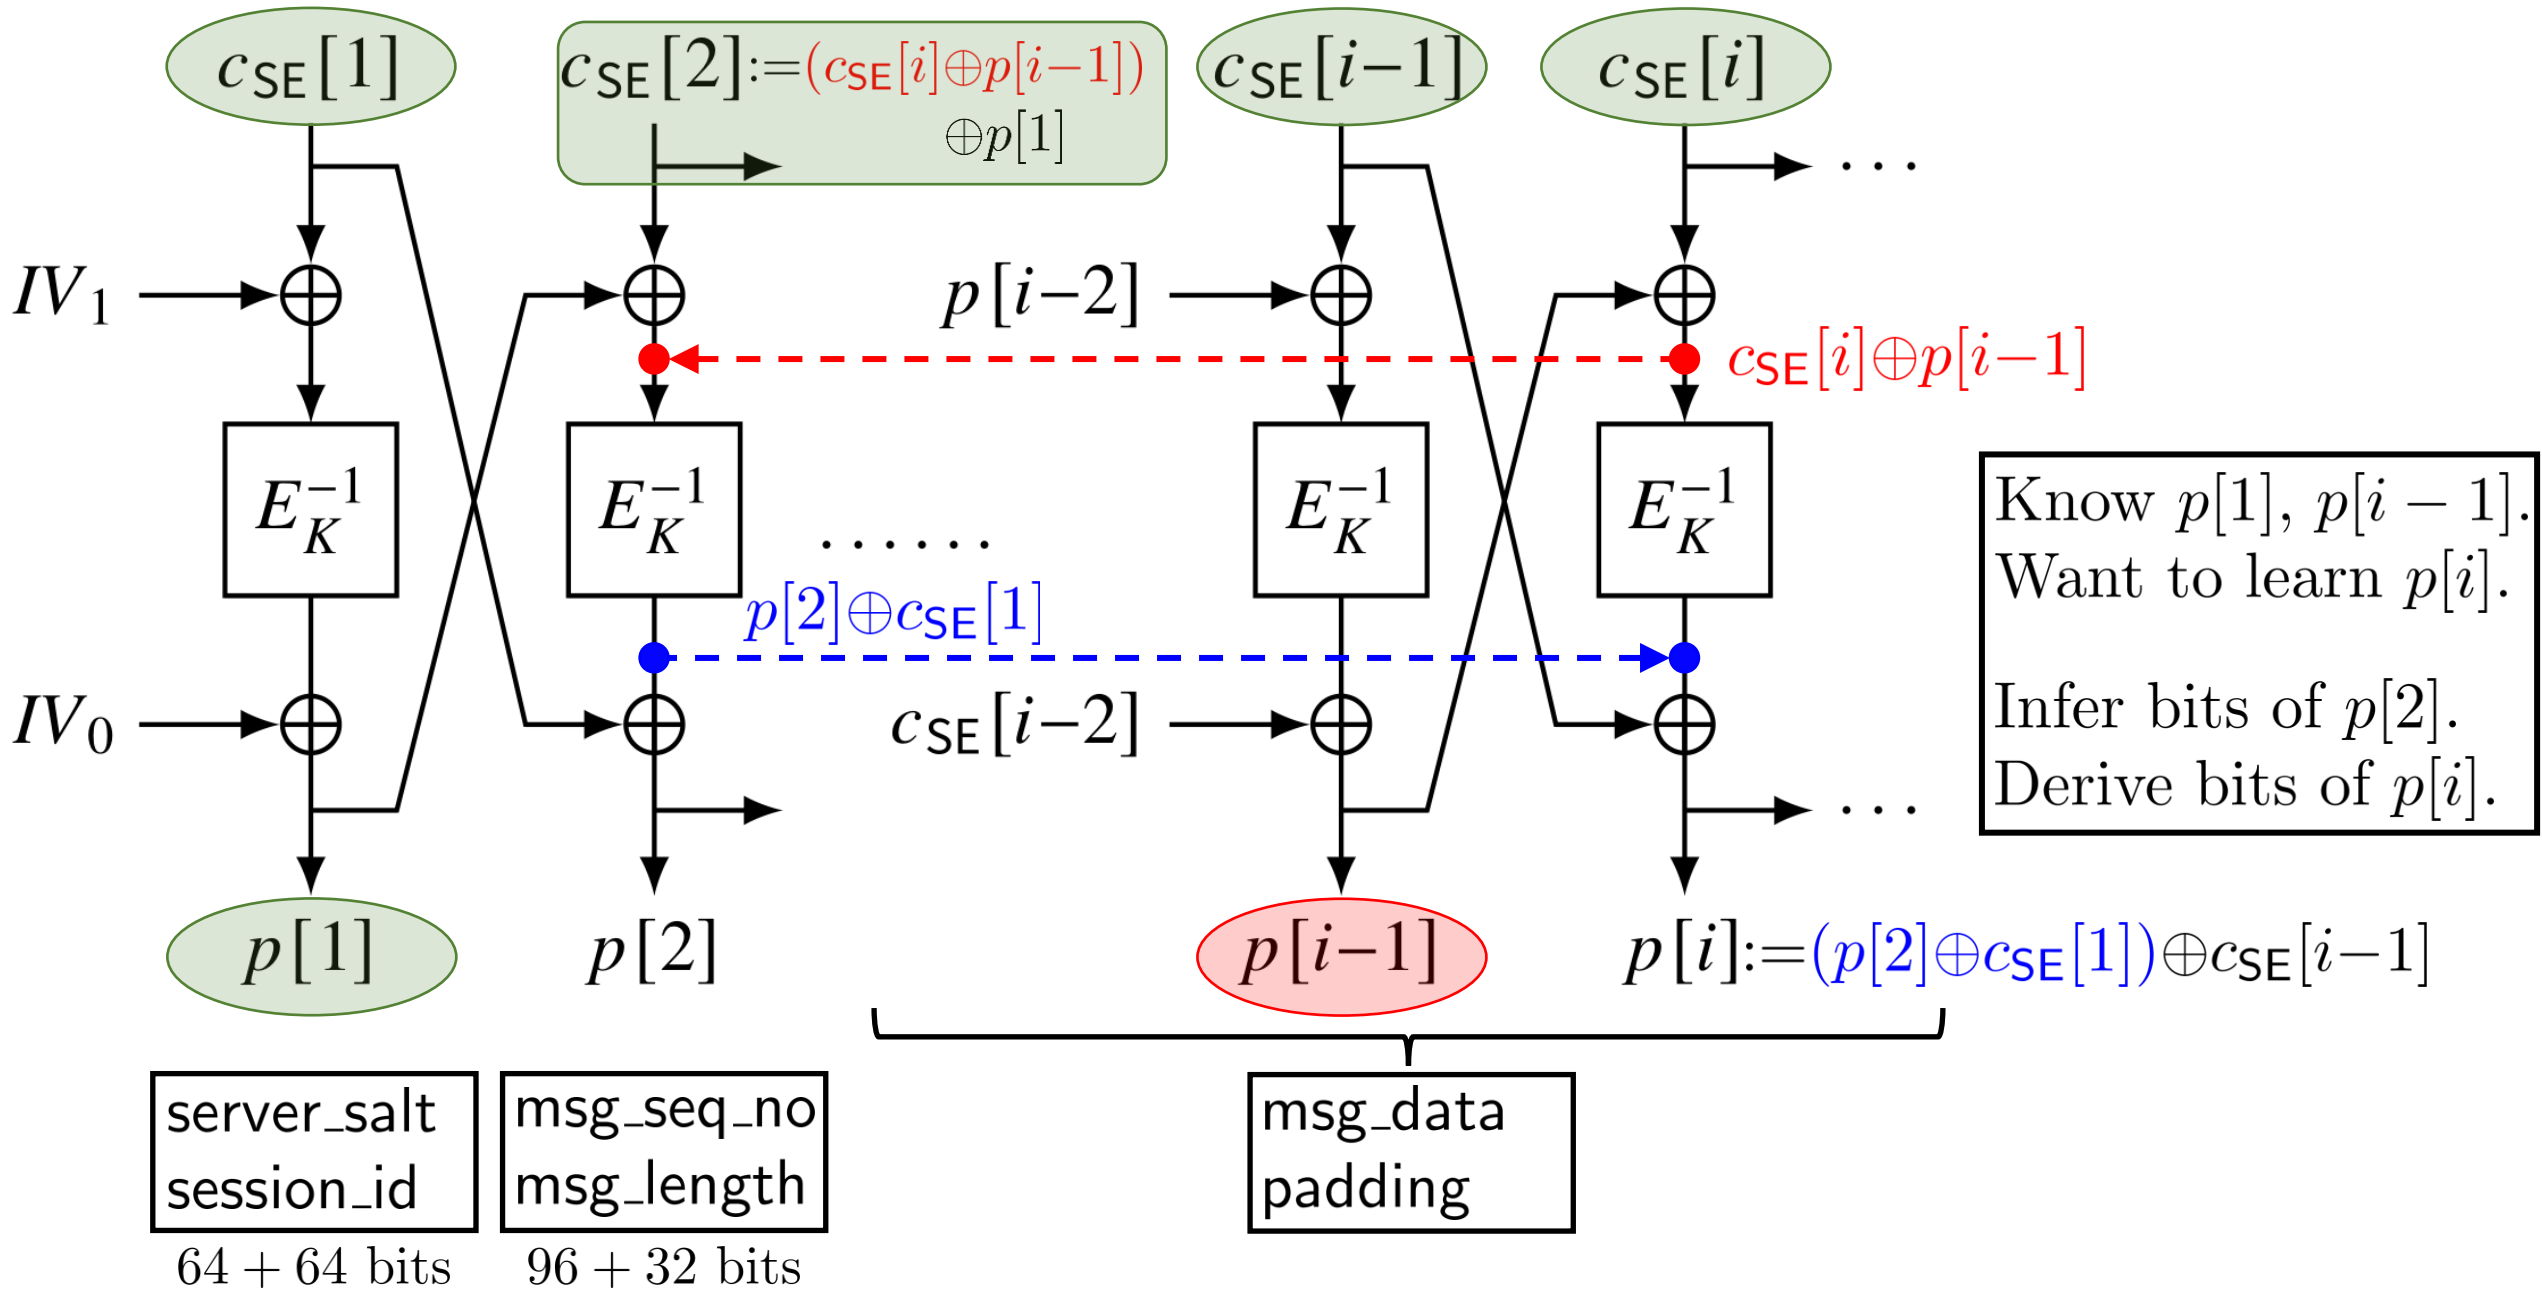 c_SE[1]
c_SE[2]:=(c_SE[i]⊕p[i−1])
⊕p[1]
c_SE[i−1]
c_SE[i]
···
IV₁
p[i−2]
c_SE[i]⊕p[i−1]
E_K^{−1}
E_K^{−1}
······
E_K^{−1}
E_K^{−1}
Know p[1], p[i − 1].
Want to learn p[i].
Infer bits of p[2].
Derive bits of p[i].
p[2]⊕c_SE[1]
IV₀
c_SE[i−2]
···
p[1]
p[2]
p[i−1]
p[i]:=(p[2]⊕c_SE[1])⊕c_SE[i−1]
server_salt
session_id
64 + 64 bits
msg_seq_no
msg_length
96 + 32 bits
msg_data
padding